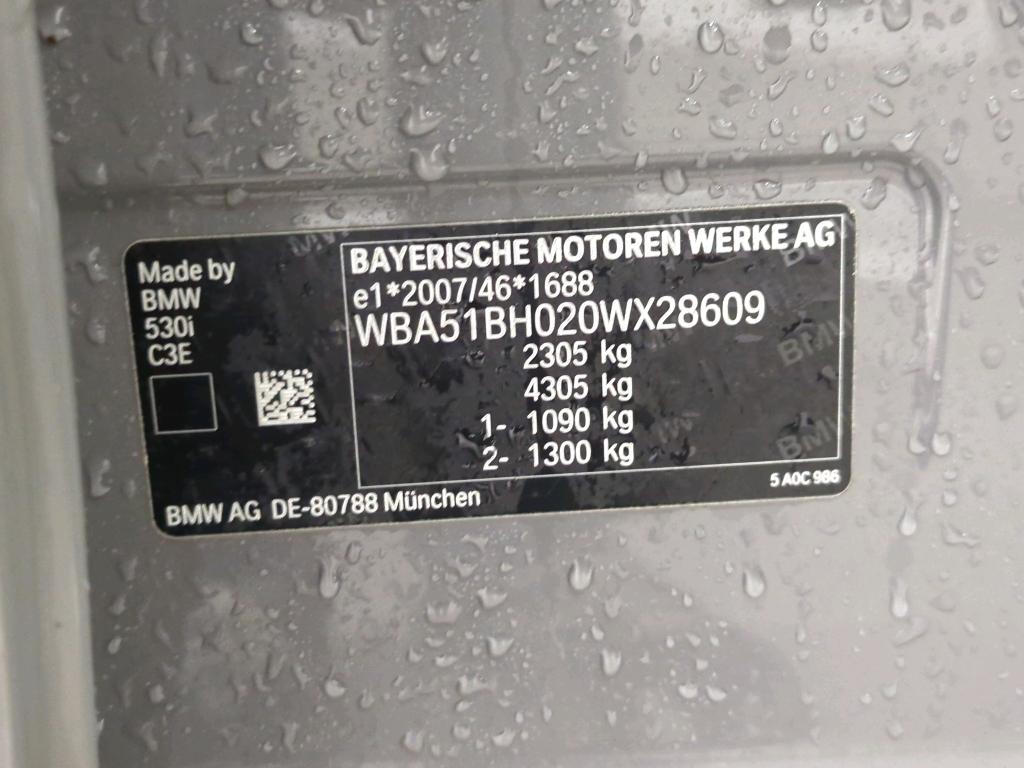 Made by
BMW
530i
C3E
BAYERISCHE MOTOREN WERKE AG
e1*2007/46*1688
WBA51BH020WX28609
2305 kg
4305 kg
1- 1090 kg
2- 1300 kg
5 A0C 986
BMW AG DE-80788 München